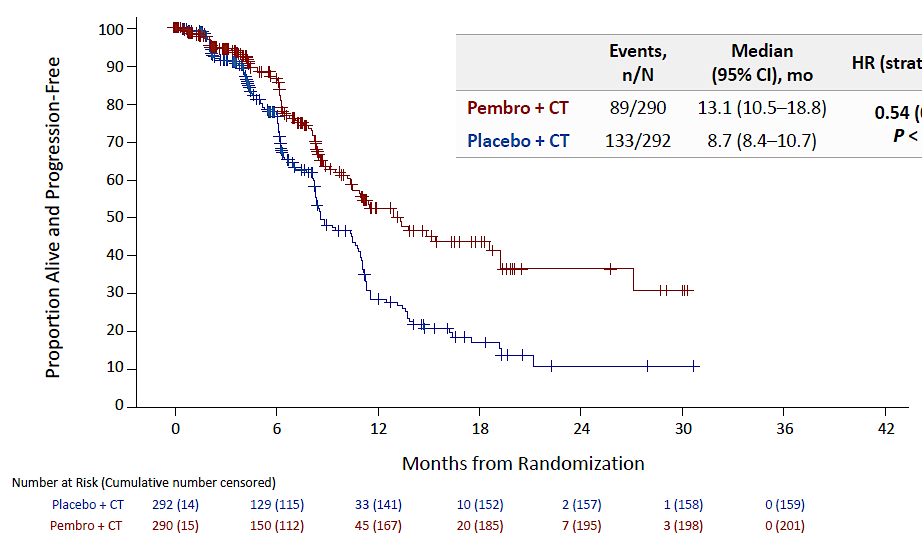 Events, n/N
Median (95% CI), mo
HR (strat
Pembro + CT 89/290 13.1 (10.5–18.8)
0.54 (
Placebo + CT 133/292 8.7 (8.4–10.7)
P <
Proportion Alive and Progression-Free
100
90
80
70
60
50
40
30
20
10
0
0 6 12 18 24 30 36 42
Months from Randomization
Number at Risk (Cumulative number censored)
Placebo + CT 292 (14) 129 (115) 33 (141) 10 (152) 2 (157) 1 (158) 0 (159)
Pembro + CT 290 (15) 150 (112) 45 (167) 20 (185) 7 (195) 3 (198) 0 (201)